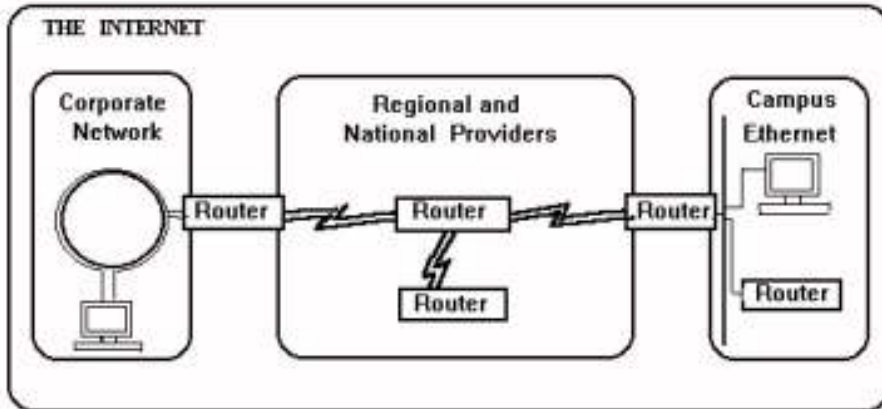 THE INTERNET
Corporate
Network
Regional and
National Providers
Campus
Ethernet
Router
Router
Router
Router
Router